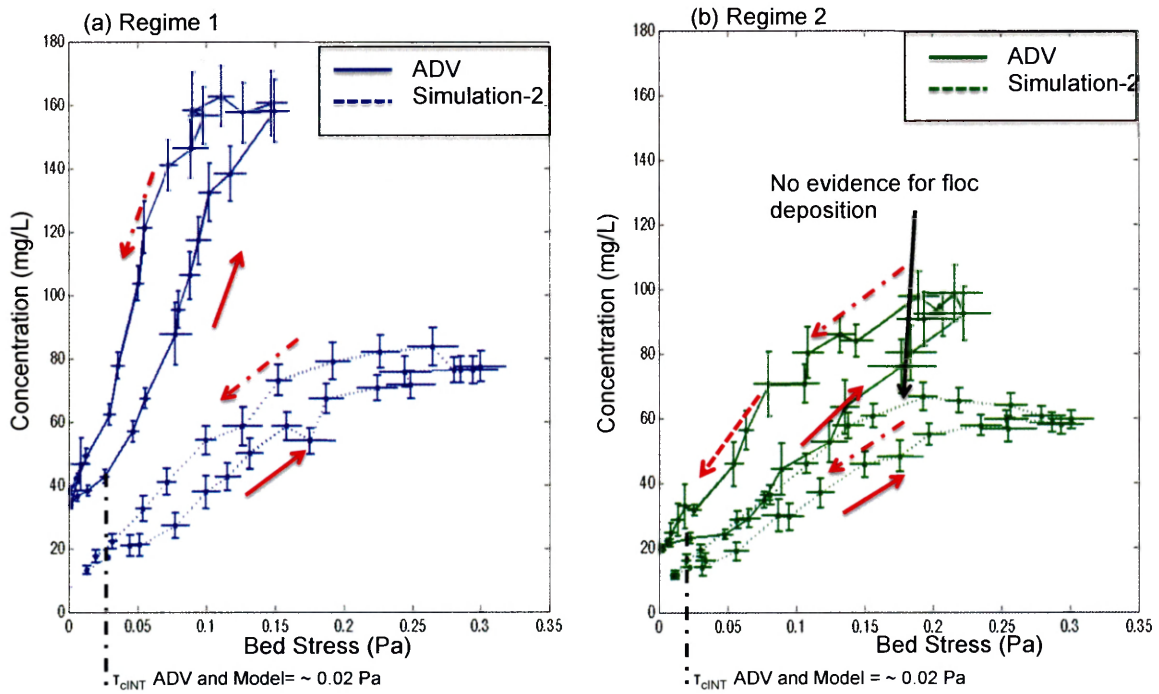 (a) Regime 1
180
160
140
120
100
80
60
40
20
0
0
0.05
0.1
0.15
0.2
0.25
0.3
0.35
Concentration (mg/L)
Bed Stress (Pa)
ADV
Simulation-2
τcINT ADV and Model= ~ 0.02 Pa
(b) Regime 2
180
160
140
120
100
80
60
40
20
0
0
0.05
0.1
0.15
0.2
0.25
0.3
0.35
Concentration (mg/L)
Bed Stress (Pa)
ADV
Simulation-2
No evidence for floc
deposition
τcINT ADV and Model= ~ 0.02 Pa